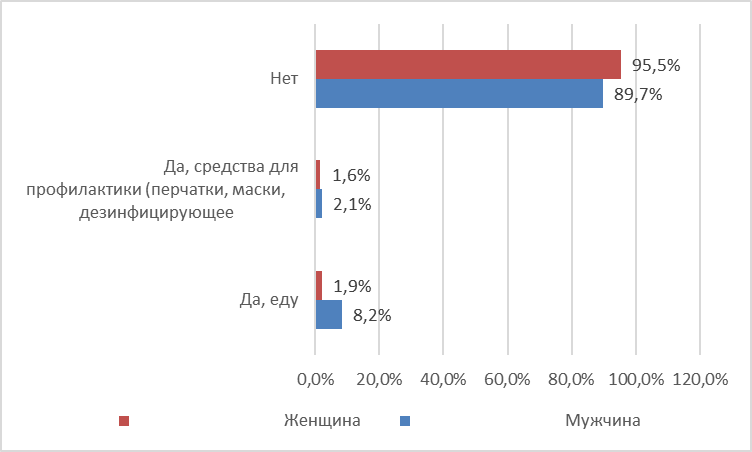 Нет
95,5%
89,7%
Да, средства для
профилактики (перчатки, маски,
дезинфицирующее
1,6%
2,1%
Да, еду
1,9%
8,2%
0,0% 20,0% 40,0% 60,0% 80,0% 100,0% 120,0%
Женщина Мужчина